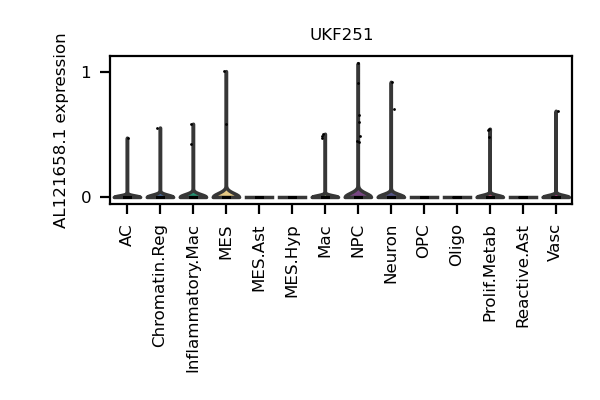 UKF251
AL121658.1 expression
1
0
AC
Chromatin.Reg
Inflammatory.Mac
MES
MES.Ast
MES.Hyp
Mac
NPC
Neuron
OPC
Oligo
Prolif.Metab
Reactive.Ast
Vasc